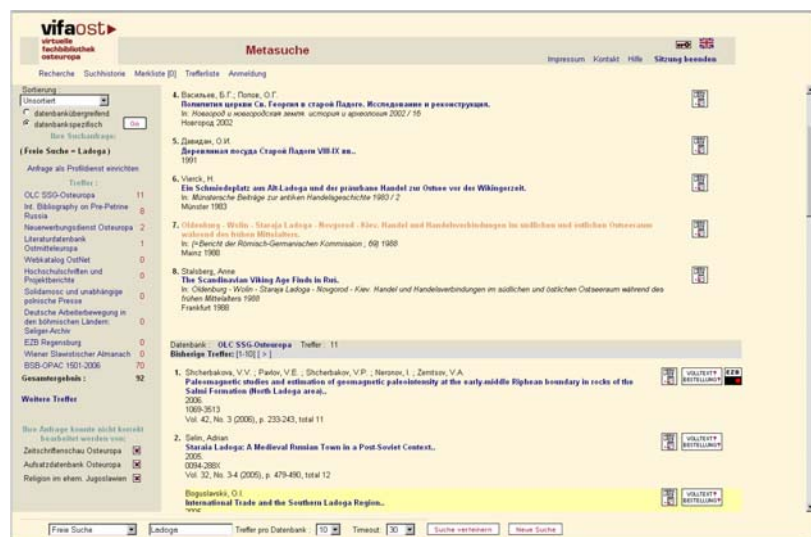 vifaost
virtuelle
fachbibliothek
osteuropa
Metasuche
Impressum Kontakt Hilfe Sitzung beenden
Recherche Suchhistorie Merkliste [0] Trefferliste Anmeldung
Sortierung :
Unsortiert
datenbankübergreifend
datenbankspezifisch Go
Ihre Suchanfrage:
(Freie Suche = Ladoga )
Anfrage als Profildienst einrichten
Treffer :
OLC SSG-Osteuropa 11
Int. Bibliography on Pre-Petrine Russia 8
Neuerwerbungsdienst Osteuropa 2
Literaturdatenbank Ostmitteleuropa 1
Webkatalog OstNet 0
Hochschulschriften und Projektberichte 0
Solidarnosc und unabhängige polnische Presse 0
Deutsche Arbeiterbewegung in den böhmischen Ländern: Seliger-Archiv 0
EZB Regensburg 0
Wiener Slawistischer Almanach 0
BSB-OPAC 1501-2006 70
Gesamtergebnis : 92
Weitere Treffer
Ihre Anfrage konnte nicht korrekt
bearbeitet werden von:
Zeitschriftenschau Osteuropa
Aufsatzdatenbank Osteuropa
Religion im ehem. Jugoslawien
4. Васильев, Б.Г.; Попов, О.Г.
Полилития церкви Св. Георгия в старой Ладоге. Исследование и реконструкция.
In: Новгород и новгородская земля. история и археология 2002 / 16
Новгород 2002
5. Давидан, О.И.
Деревянная посуда Старой Ладоги VIII-IX вв..
1991
6. Vierck, H.
Ein Schmiedeplatz aus Alt-Ladoga und der präurbane Handel zur Ostsee vor der Wikingerzeit.
In: Münstersche Beiträge zur antiken Handelsgeschichte 1983 / 2
Münster 1983
7. Oldenburg - Wolin - Staraja Ladoga - Novgorod - Kiev. Handel und Handelsverbindungen im südlichen und östlichen Ostseeraum
während des frühen Mittelalters.
In: (=Bericht der Römisch-Germanischen Kommission ; 69) 1988
Mainz 1988
8. Stalsberg, Anne
The Scandinavian Viking Age Finds in Rus.
In: Oldenburg - Wolin - Staraja Ladoga - Novgorod - Kiev. Handel und Handelsverbindungen im südlichen und östlichen Ostseeraum während des
frühen Mittelalters 1988
Frankfurt 1988
Datenbank : OLC SSG-Osteuropa Treffer : 11
Bisherige Treffer: [1-10] [ > ]
1. Shcherbakova, V.V. ; Pavlov, V.E. ; Shcherbakov, V.P. ; Neronov, I. ; Zemtsov, V.A.
Paleomagnetic studies and estimation of geomagnetic paleointensity at the early-middle Riphean boundary in rocks of the
Salmi Formation (North Ladoga area)..
2006.
1069-3513
Vol. 42, No. 3 (2006), p. 233-243, total 11
VOLLTEXT?
BESTELLUNG?
EZB
2. Selin, Adrian
Staraia Ladoga: A Medieval Russian Town in a Post-Soviet Context..
2005.
0094-288X
Vol. 32, No. 3-4 (2005), p. 479-490, total 12
VOLLTEXT?
BESTELLUNG?
Boguslavskii, O.I.
International Trade and the Southern Ladoga Region..
VOLLTEXT?
BESTELLUNG?
Freie Suche Ladoga Treffer pro Datenbank : 10 Timeout: 30 Suche verfeinern Neue Suche